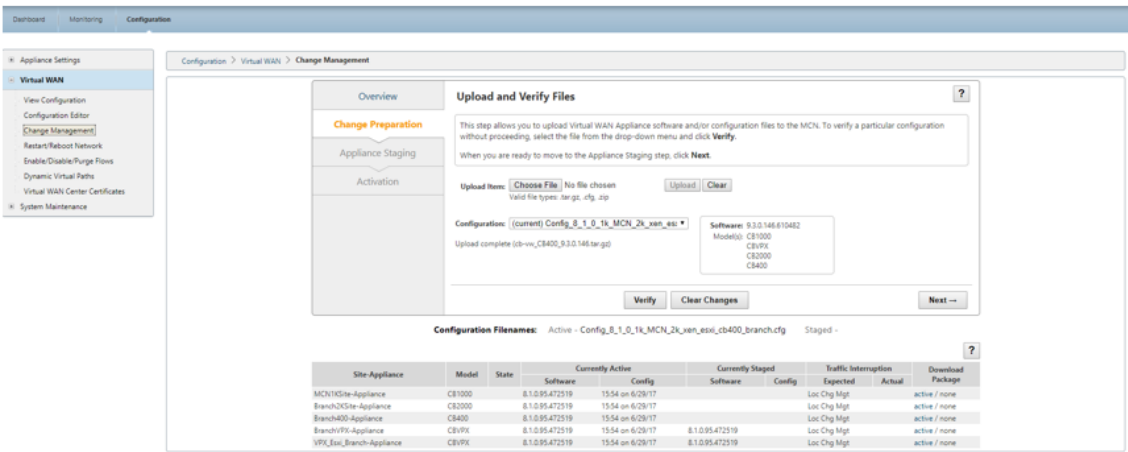 Dashboard Monitoring Configuration
Appliance Settings
Virtual WAN
View Configuration
Configuration Editor
Change Management
Restart/Reboot Network
Enable/Disable/Purge Flows
Dynamic Virtual Paths
Virtual WAN Center Certificates
System Maintenance
Configuration > Virtual WAN > Change Management
Overview
Change Preparation
Appliance Staging
Activation
Upload and Verify Files
?
This step allows you to upload Virtual WAN Appliance software and/or configuration files to the MCN. To verify a particular configuration
without proceeding, select the file from the drop-down menu and click Verify.
When you are ready to move to the Appliance Staging step, click Next.
Upload Item: Choose File No file chosen Upload Clear
Valid file types: .tar.gz, .cfg, .zip
Configuration: (current) Config_8_1_0_1k_MCN_2k_xen_es
Upload complete (cb-vw_CB400_9.3.0.146.tar.gz)
Software: 9.3.0.146.610482
Model(s): CB1000
CBVPX
CB2000
CB400
Verify Clear Changes Next →
Configuration Filenames: Active - Config_8_1_0_1k_MCN_2k_xen_esxi_cb400_branch.cfg Staged -
?
Site-Appliance Model State Currently Active Currently Staged Traffic Interruption Download Package
Software Config Software Config Expected Actual
MCN1KSite-Appliance CB1000 8.1.0.95.472519 15:54 on 6/29/17 Loc Chg Mgt active / none
Branch2KSite-Appliance CB2000 8.1.0.95.472519 15:54 on 6/29/17 Loc Chg Mgt active / none
Branch400-Appliance CB400 8.1.0.95.472519 15:54 on 6/29/17 Loc Chg Mgt active / none
BranchVPX-Appliance CBVPX 8.1.0.95.472519 15:54 on 6/29/17 8.1.0.95.472519 Loc Chg Mgt active / none
VPX_Esxi_Branch-Appliance CBVPX 8.1.0.95.472519 15:54 on 6/29/17 8.1.0.95.472519 Loc Chg Mgt active / none